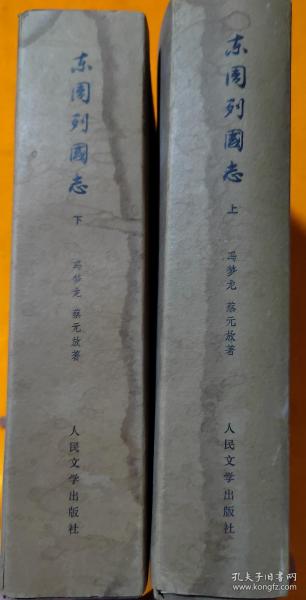 东周列國志
下
冯梦龙 蔡元放著
人民文学出版社
东周列國志
上
冯梦龙 蔡元放著
人民文学出版社
孔夫子旧书网
kongfz.com